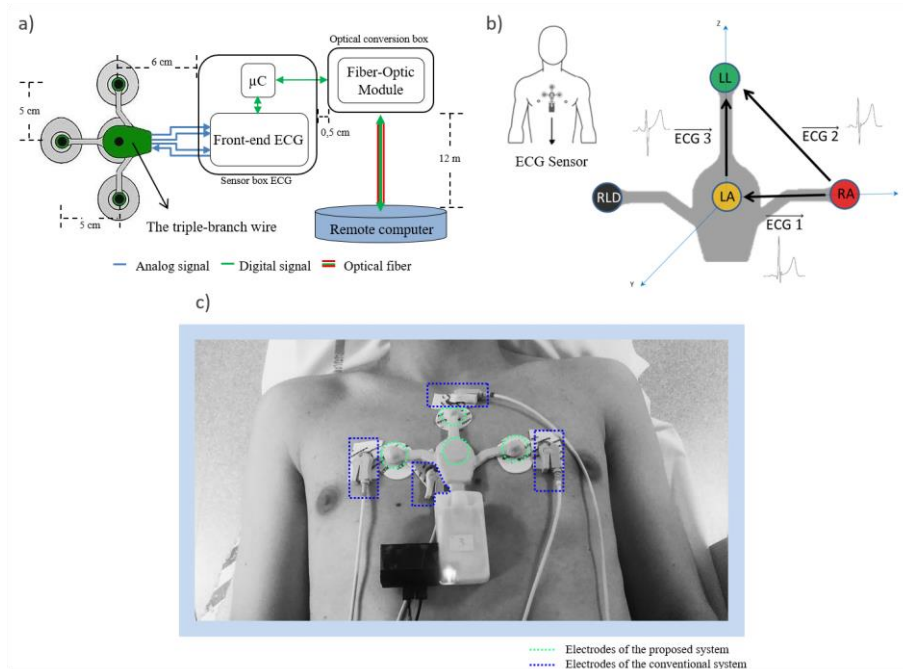 a)
Optical conversion box
6 cm
µC
Fiber-Optic
Module
5 cm
Front-end ECG
0,5 cm
12 m
Sensor box ECG
5 cm
The triple-branch wire
Remote computer
Analog signal
Digital signal
Optical fiber
b)
Z
LL
ECG 3
ECG 2
ECG Sensor
RLD
LA
RA
ECG 1
Y
c)
Electrodes of the proposed system
Electrodes of the conventional system